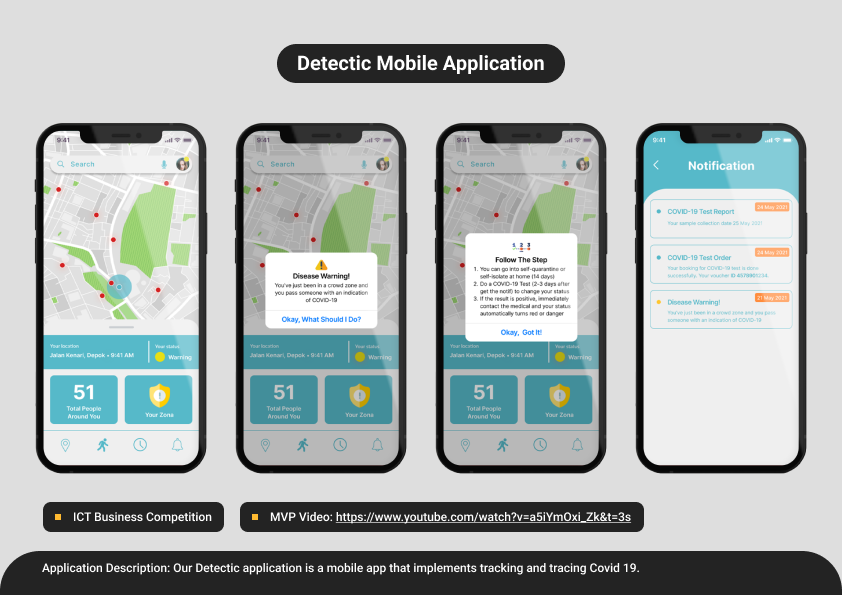 Detectic Mobile Application
9:41
Search
Your location
Jalan Kenari, Depok • 9:41 AM
Your status
Warning
51
Total People
Around You
Your Zona
9:41
Search
Disease Warning!
You've just been in a crowd zone and
you pass someone with an indication
of COVID-19
Okay, What Should I Do?
Your location
Jalan Kenari, Depok • 9:41 AM
Your status
Warning
51
Total People
Around You
Your Zona
9:41
Search
1 2 3
Follow The Step
1. You can go into self-quarantine or
self-isolate at home (14 days)
2. Do a COVID-19 Test (2-3 days after
get the notif) to change your status
3. If the result is positive, immediately
contact the medical and your status
automatically turns red or danger
Okay, Got It!
Your location
Jalan Kenari, Depok • 9:41 AM
Your status
Warning
51
Total People
Around You
Your Zona
9:41
Notification
24 May 2021
COVID-19 Test Report
Your sample collection date 25 May 2021
24 May 2021
COVID-19 Test Order
Your booking for COVID-19 test is done
successfully. Your voucher
21 May 2021
Disease Warning!
You've just been in a crowd zone and you pass
someone with an indication of COVID-19
ICT Business Competition
MVP Video: https://www.youtube.com/watch?v=a5iYmOxi_Zk&t=3s
Application Description: Our Detectic application is a mobile app that implements tracking and tracing Covid 19.